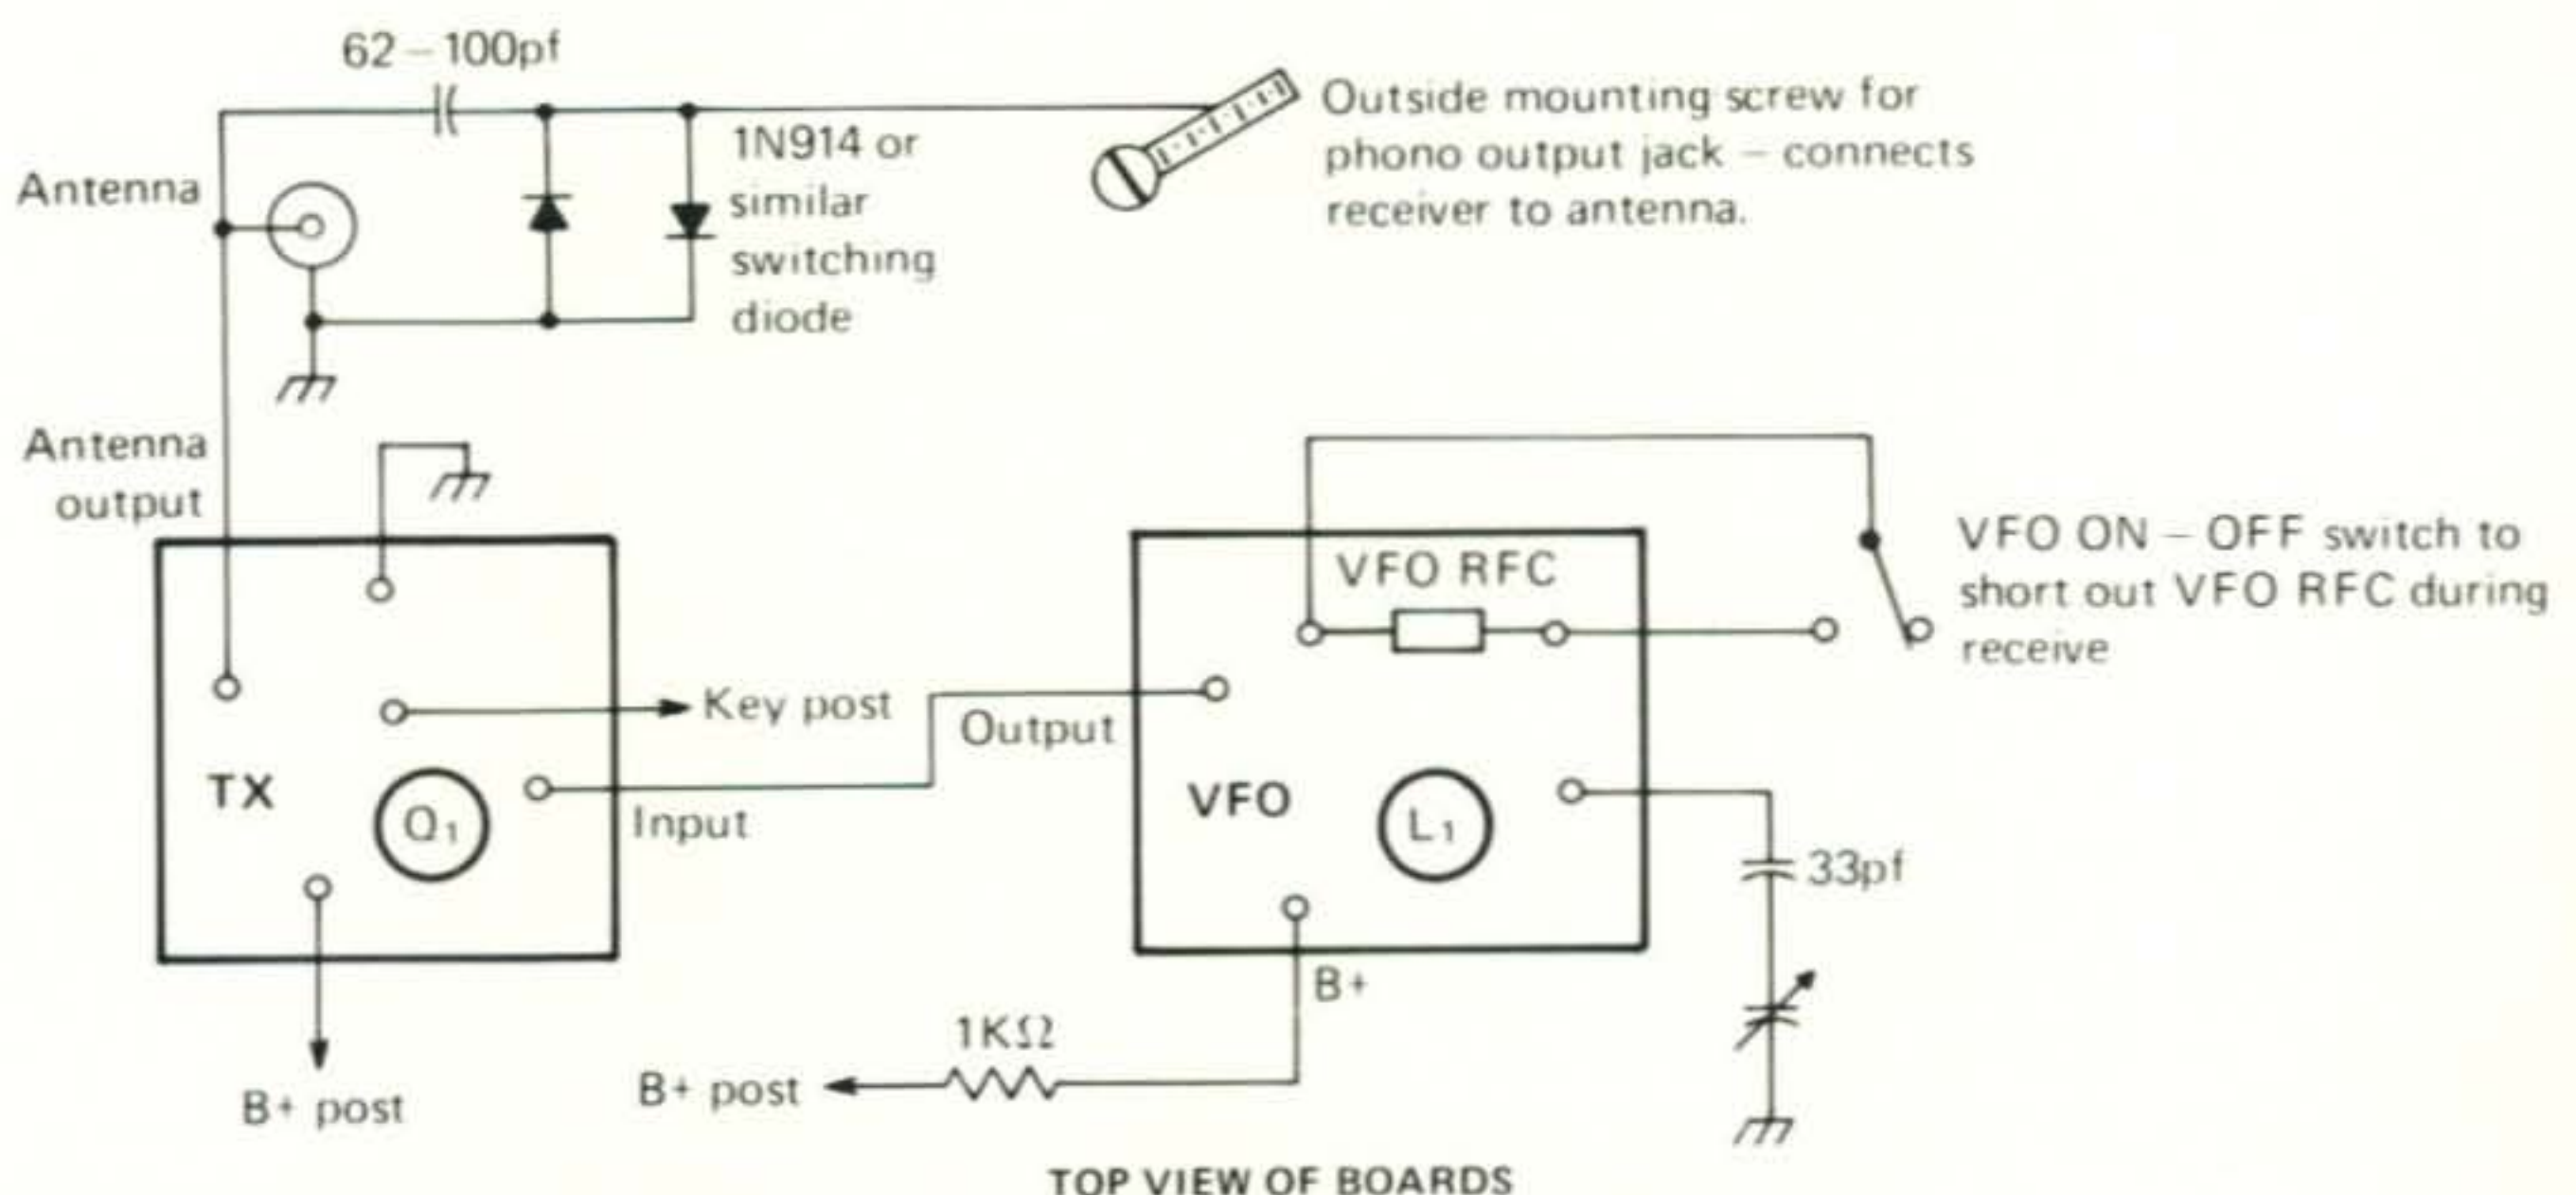 62 – 100pf
Outside mounting screw for
phono output jack – connects
receiver to antenna.
1N914 or
similar
switching
diode
Antenna
Antenna
output
VFO RFC
VFO ON – OFF switch to
short out VFO RFC during
receive
Key post
Output
TX
Q1
Input
VFO
L1
33pf
B+
1KΩ
B+ post
B+ post
TOP VIEW OF BOARDS